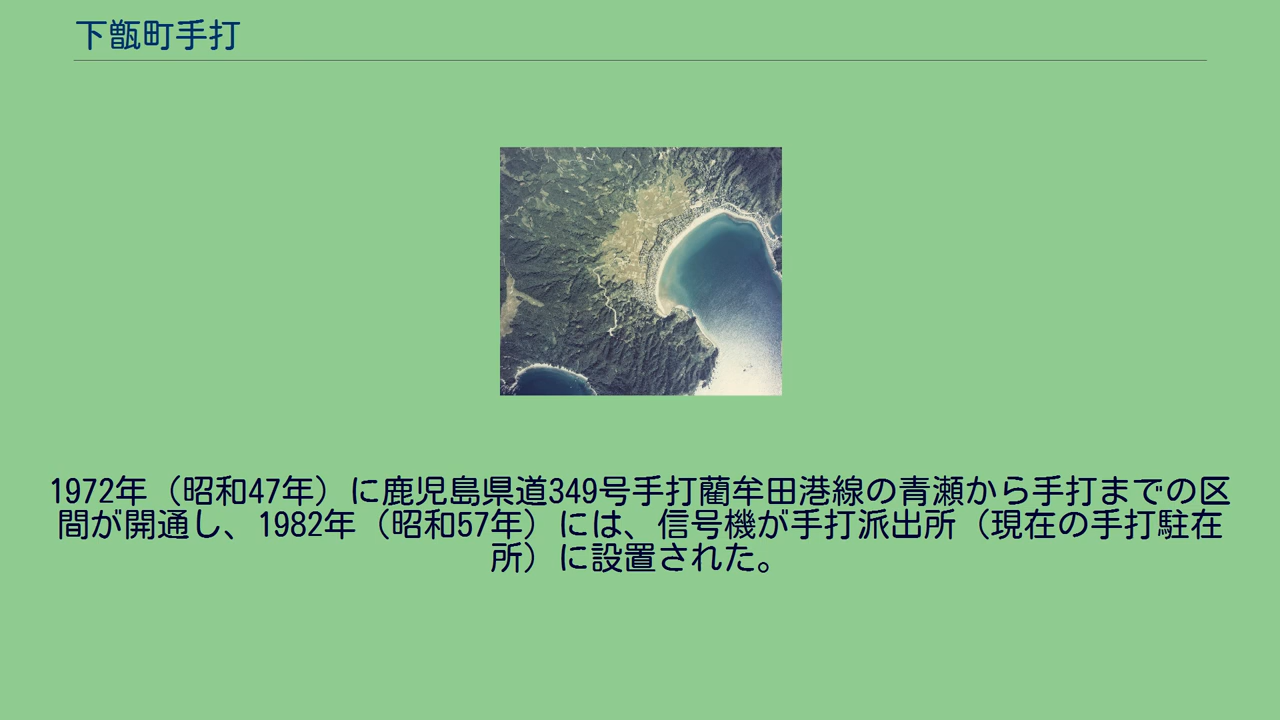 下甑町手打
1972年（昭和47年）に鹿児島県道349号手打藺牟田港線の青瀬から手打までの区
間が開通し、1982年（昭和57年）には、信号機が手打派出所（現在の手打駐在
所）に設置された。